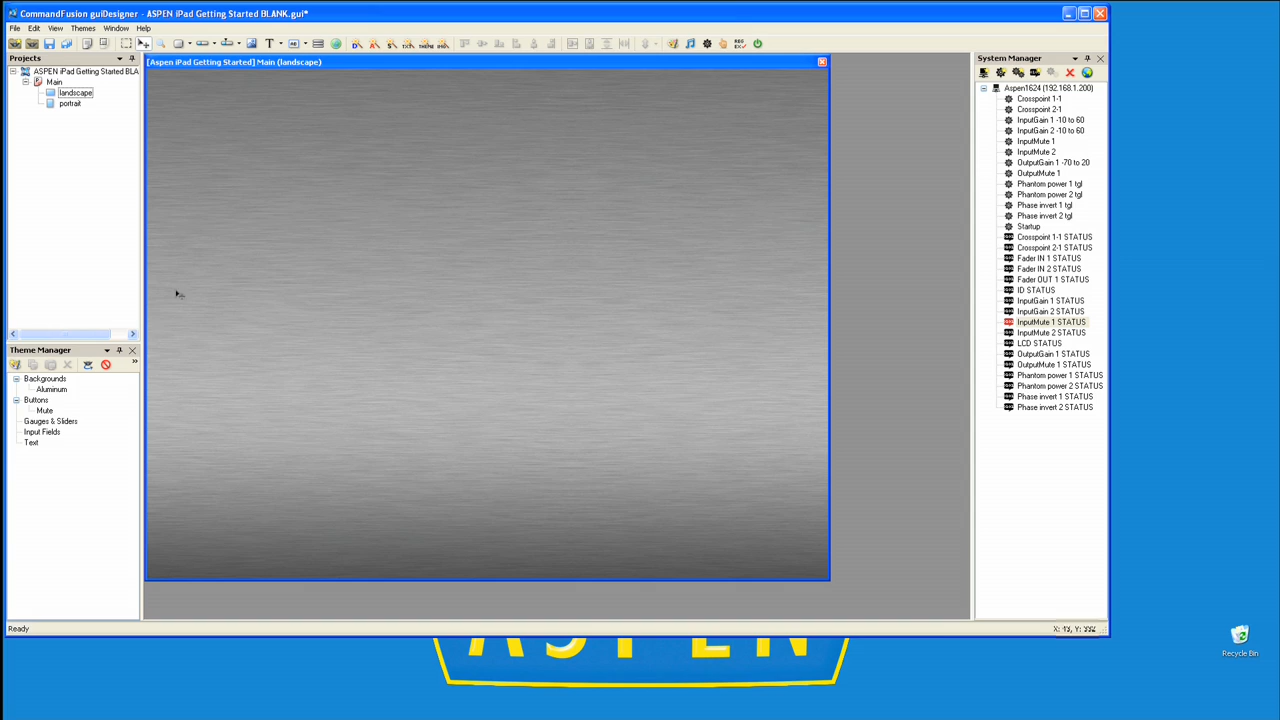 CommandFusion guiDesigner - ASPEN iPad Getting Started BLANK.gui*
File Edit View Themes Window Help
Projects
ASPEN iPad Getting Started BLA
Main
landscape
portrait
Theme Manager
Backgrounds
Aluminum
Buttons
Mute
Gauges & Sliders
Input Fields
Text
[Aspen iPad Getting Started] Main (landscape)
System Manager
Aspen1624 (192.168.1.200)
Crosspoint 1-1
Crosspoint 2-1
InputGain 1 -10 to 60
InputGain 2 -10 to 60
InputMute 1
InputMute 2
OutputGain 1 -70 to 20
OutputMute 1
Phantom power 1 tgl
Phantom power 2 tgl
Phase invert 1 tgl
Phase invert 2 tgl
Startup
Crosspoint 1-1 STATUS
Crosspoint 2-1 STATUS
Fader IN 1 STATUS
Fader IN 2 STATUS
Fader OUT 1 STATUS
ID STATUS
InputGain 1 STATUS
InputGain 2 STATUS
InputMute 1 STATUS
InputMute 2 STATUS
LCD STATUS
OutputGain 1 STATUS
OutputMute 1 STATUS
Phantom power 1 STATUS
Phantom power 2 STATUS
Phase invert 1 STATUS
Phase invert 2 STATUS
Ready
ASPEN
Recycle Bin